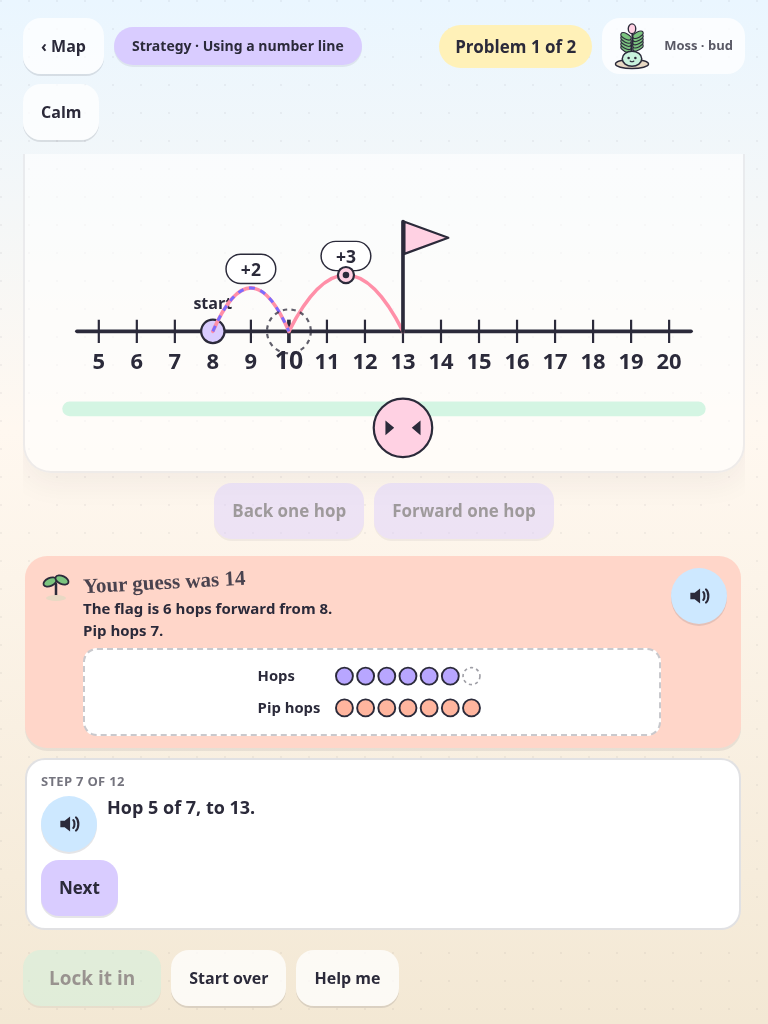 ‹ Map
Strategy · Using a number line
Problem 1 of 2
Moss · bud
Calm
+2
+3
start
5 6 7 8 9 10 11 12 13 14 15 16 17 18 19 20
Back one hop
Forward one hop
Your guess was 14
The flag is 6 hops forward from 8.
Pip hops 7.
Hops
Pip hops
STEP 7 OF 12
Hop 5 of 7, to 13.
Next
Lock it in
Start over
Help me